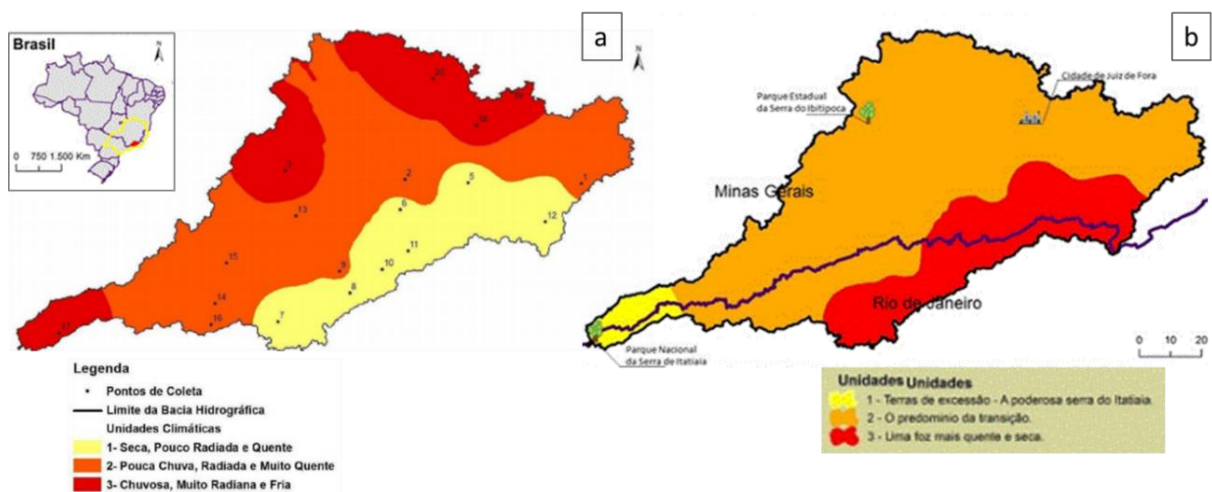 Brasil
N
0 750 1.500 Km
a
N
20
19
18
3
2
5
1
6
12
13
11
15
10
9
8
14
7
16
17
Legenda
Pontos de Coleta
Limite da Bacia Hidrográfica
Unidades Climáticas
1- Seca, Pouco Radiada e Quente
2- Pouca Chuva, Radiada e Muito Quente
3- Chuvosa, Muito Radiana e Fria
b
Cidade de Juiz de Fora
Parque Estadual
da Serra do Ibitipoca
Minas Gerais
Rio de Janeiro
Parque Nacional
da Serra de Itatiaia
0 10 20
Unidades Unidades
1 - Terras de excessão - A poderosa serra do Itatiaia.
2 - O predominio da transição.
3 - Uma foz mais quente e seca.